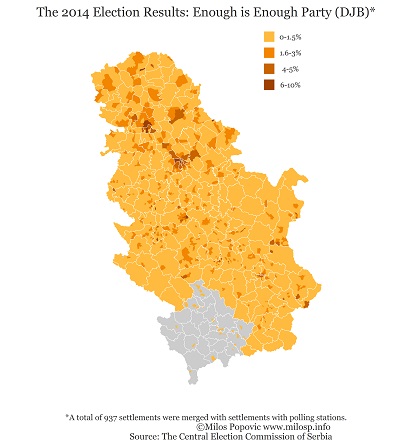 The 2014 Election Results: Enough is Enough Party (DJB)*
0-1.5%
1.6-3%
4-5%
6-10%
*A total of 937 settlements were merged with settlements with polling stations.
©Milos Popovic www.milosp.info
Source: The Central Election Commission of Serbia